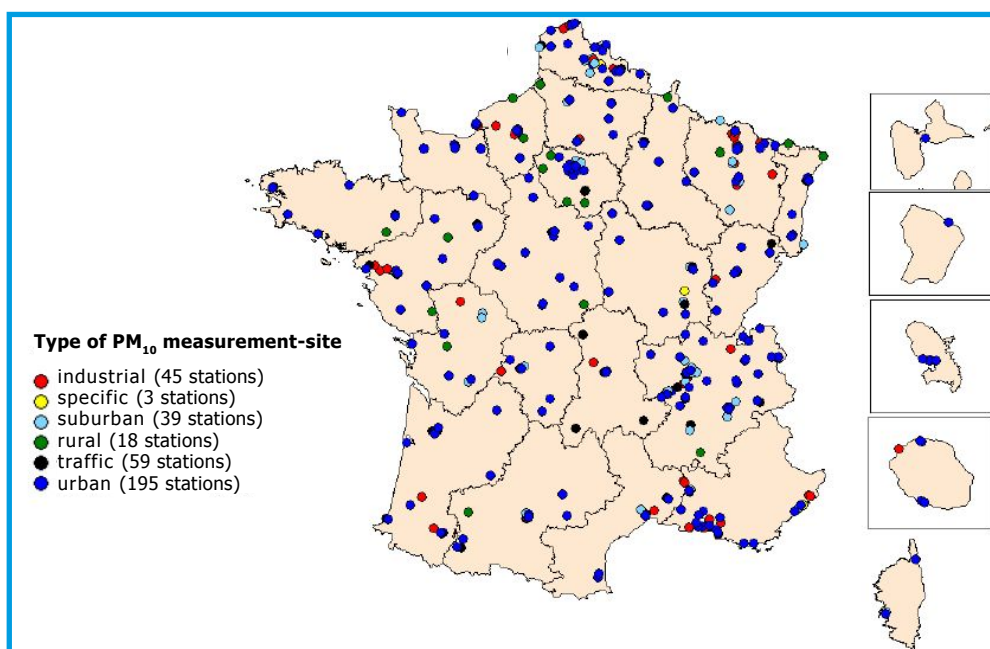 Type of PM10 measurement-site
industrial (45 stations)
specific (3 stations)
suburban (39 stations)
rural (18 stations)
traffic (59 stations)
urban (195 stations)